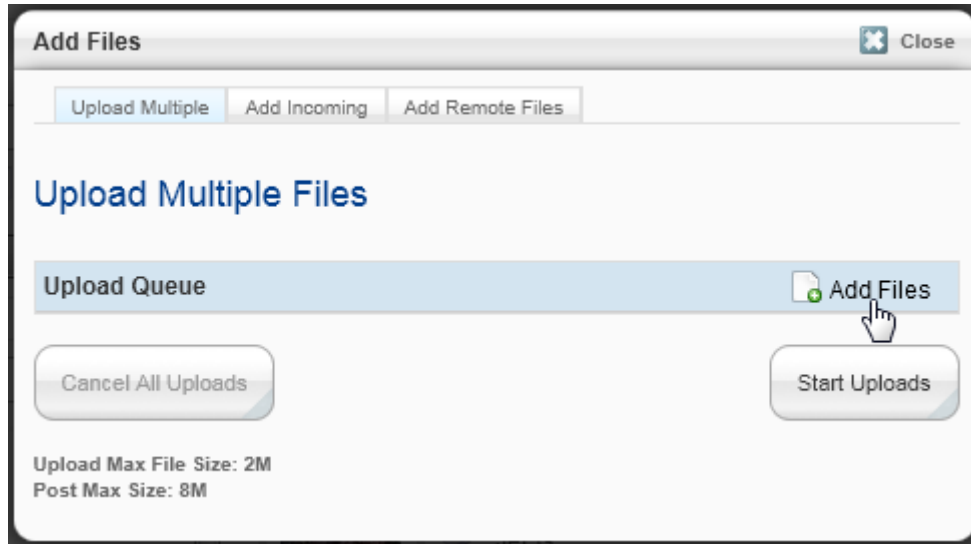 Add Files
Close
Upload Multiple
Add Incoming
Add Remote Files
Upload Multiple Files
Upload Queue
Add Files
Cancel All Uploads
Start Uploads
Upload Max File Size: 2M
Post Max Size: 8M